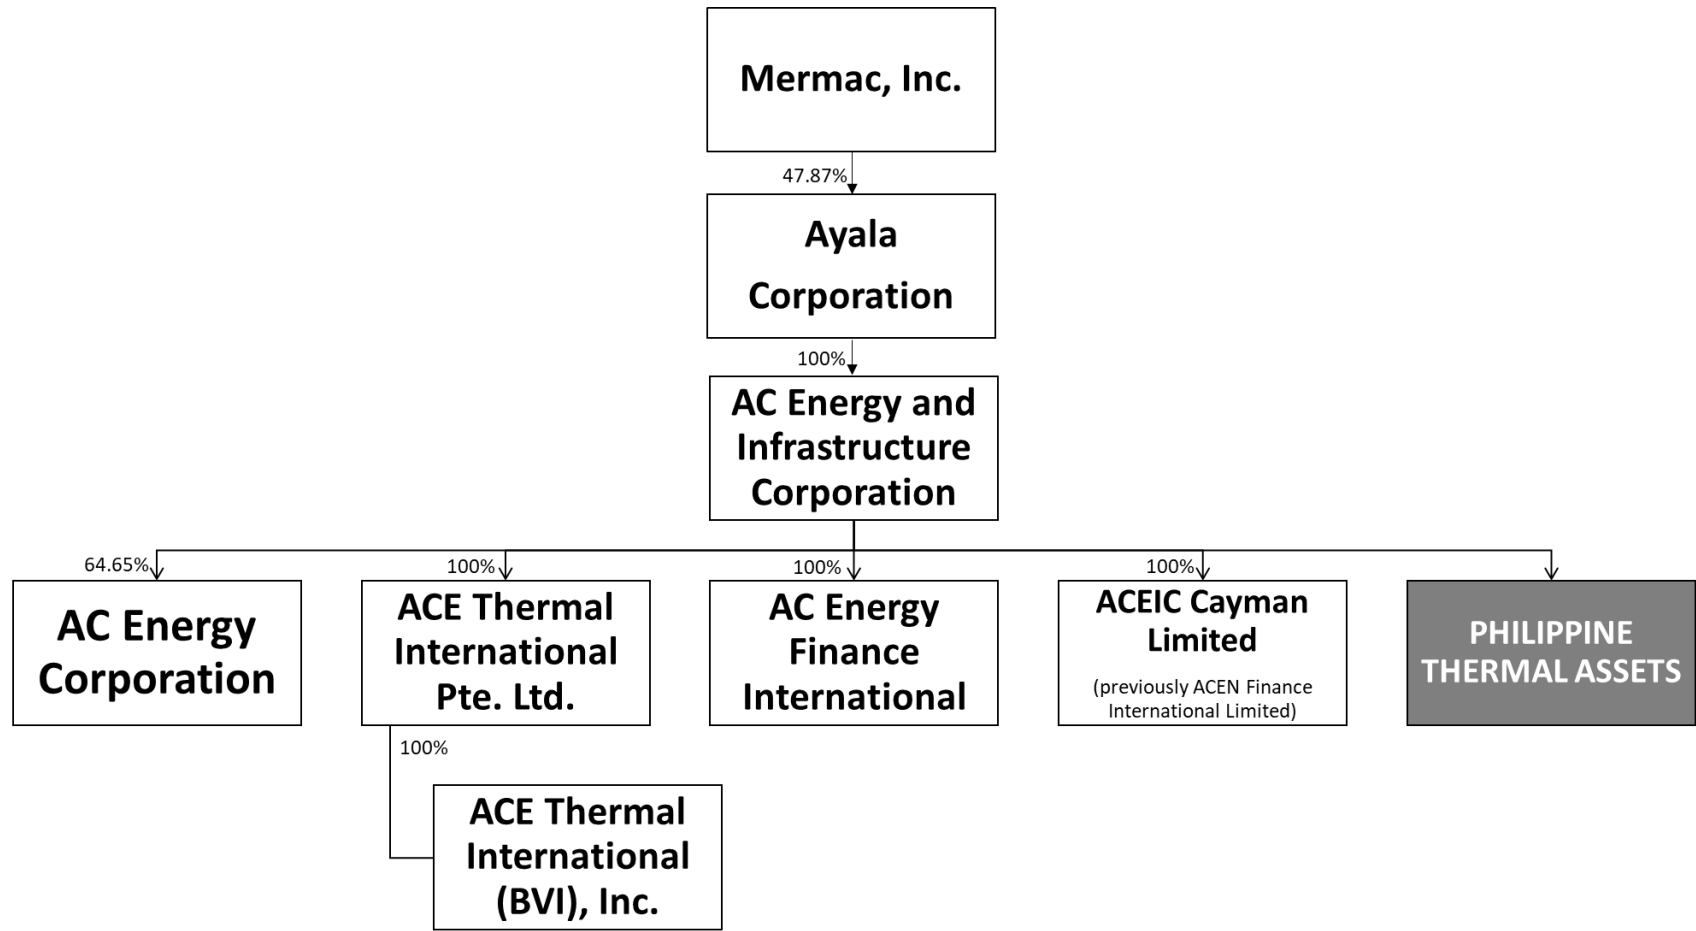 Mermac, Inc.
47.87%
Ayala
Corporation
100%
AC Energy and
Infrastructure
Corporation
64.65%
100%
100%
100%
AC Energy
Corporation
ACE Thermal
International
Pte. Ltd.
AC Energy
Finance
International
ACEIC Cayman
Limited
(previously ACEN Finance
International Limited)
PHILIPPINE
THERMAL ASSETS
100%
ACE Thermal
International
(BVI), Inc.